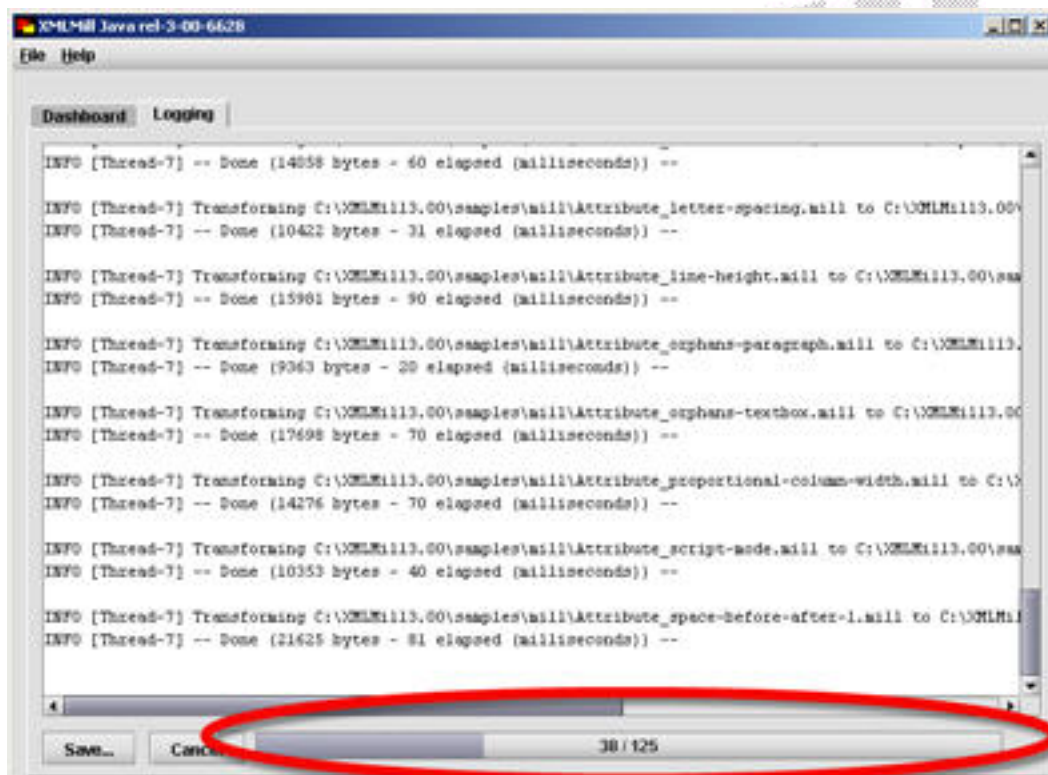 XMLMill Java rel-3-00-6628
File Help
Dashboard Logging
INFO [Thread-7] -- Done (14058 bytes - 60 elapsed (milliseconds)) --
INFO [Thread-7] Transforming C:\XMLMill3.00\samples\mill\Attribute_letter-spacing.mill to C:\XMLMill3.00\
INFO [Thread-7] -- Done (10422 bytes - 31 elapsed (milliseconds)) --
INFO [Thread-7] Transforming C:\XMLMill3.00\samples\mill\Attribute_line-height.mill to C:\XMLMill3.00\sam
INFO [Thread-7] -- Done (15981 bytes - 90 elapsed (milliseconds)) --
INFO [Thread-7] Transforming C:\XMLMill3.00\samples\mill\Attribute_orphans-paragraph.mill to C:\XMLMill3.
INFO [Thread-7] -- Done (9363 bytes - 20 elapsed (milliseconds)) --
INFO [Thread-7] Transforming C:\XMLMill3.00\samples\mill\Attribute_orphans-textbox.mill to C:\XMLMill3.00
INFO [Thread-7] -- Done (17698 bytes - 70 elapsed (milliseconds)) --
INFO [Thread-7] Transforming C:\XMLMill3.00\samples\mill\Attribute_proportional-column-width.mill to C:\X
INFO [Thread-7] -- Done (14276 bytes - 70 elapsed (milliseconds)) --
INFO [Thread-7] Transforming C:\XMLMill3.00\samples\mill\Attribute_script-mode.mill to C:\XMLMill3.00\sam
INFO [Thread-7] -- Done (10353 bytes - 40 elapsed (milliseconds)) --
INFO [Thread-7] Transforming C:\XMLMill3.00\samples\mill\Attribute_space-before-after-1.mill to C:\XMLMil
INFO [Thread-7] -- Done (21625 bytes - 81 elapsed (milliseconds)) --
Save... Cance 38 / 125